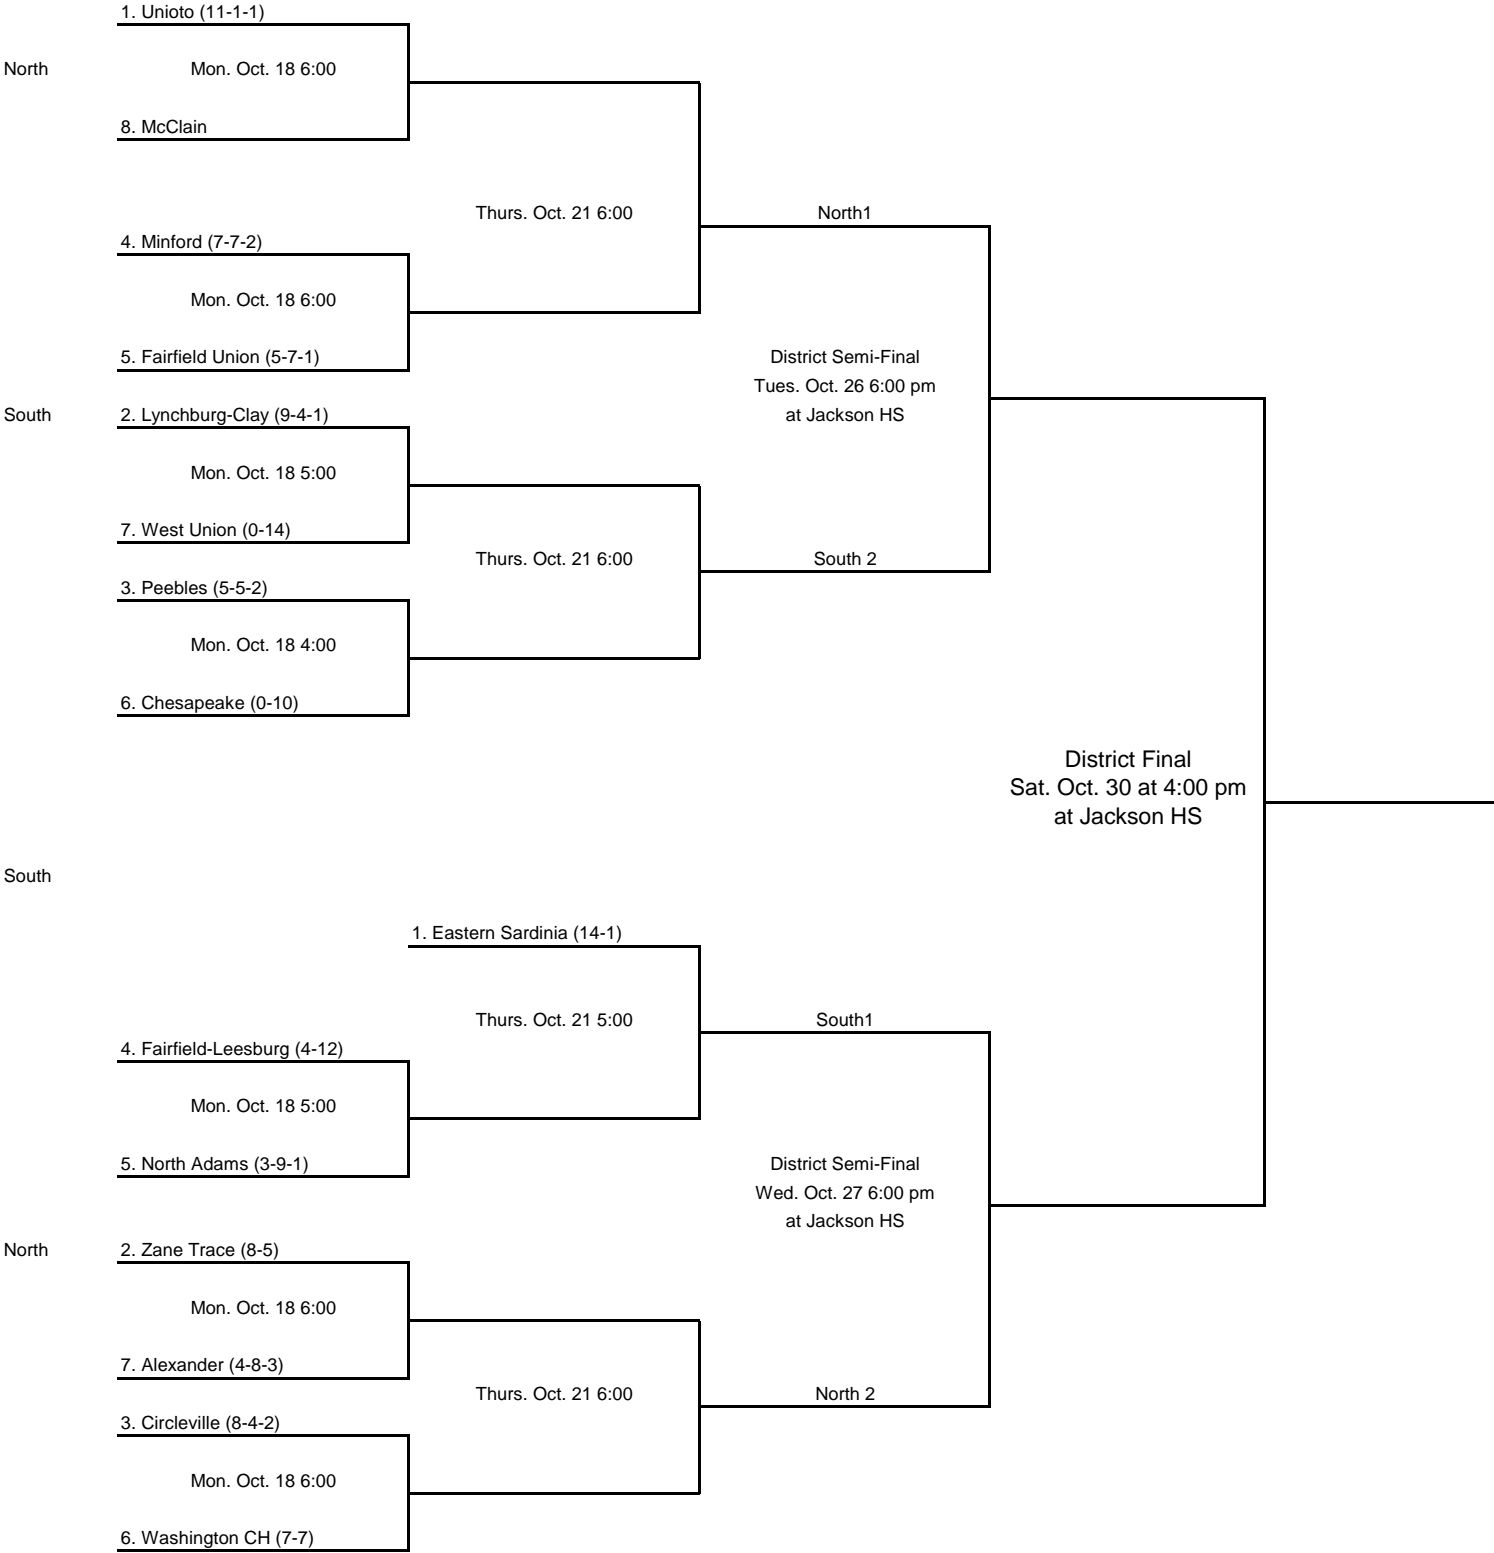 1. Unioto (11-1-1)
North
Mon. Oct. 18 6:00
8. McClain
Thurs. Oct. 21 6:00
North1
4. Minford (7-7-2)
Mon. Oct. 18 6:00
5. Fairfield Union (5-7-1)
District Semi-Final
Tues. Oct. 26 6:00 pm
at Jackson HS
South
2. Lynchburg-Clay (9-4-1)
Mon. Oct. 18 5:00
7. West Union (0-14)
Thurs. Oct. 21 6:00
South 2
3. Peebles (5-5-2)
Mon. Oct. 18 4:00
6. Chesapeake (0-10)
District Final
Sat. Oct. 30 at 4:00 pm
at Jackson HS
South
1. Eastern Sardinia (14-1)
Thurs. Oct. 21 5:00
South1
4. Fairfield-Leesburg (4-12)
Mon. Oct. 18 5:00
5. North Adams (3-9-1)
District Semi-Final
Wed. Oct. 27 6:00 pm
at Jackson HS
North
2. Zane Trace (8-5)
Mon. Oct. 18 6:00
7. Alexander (4-8-3)
Thurs. Oct. 21 6:00
North 2
3. Circleville (8-4-2)
Mon. Oct. 18 6:00
6. Washington CH (7-7)